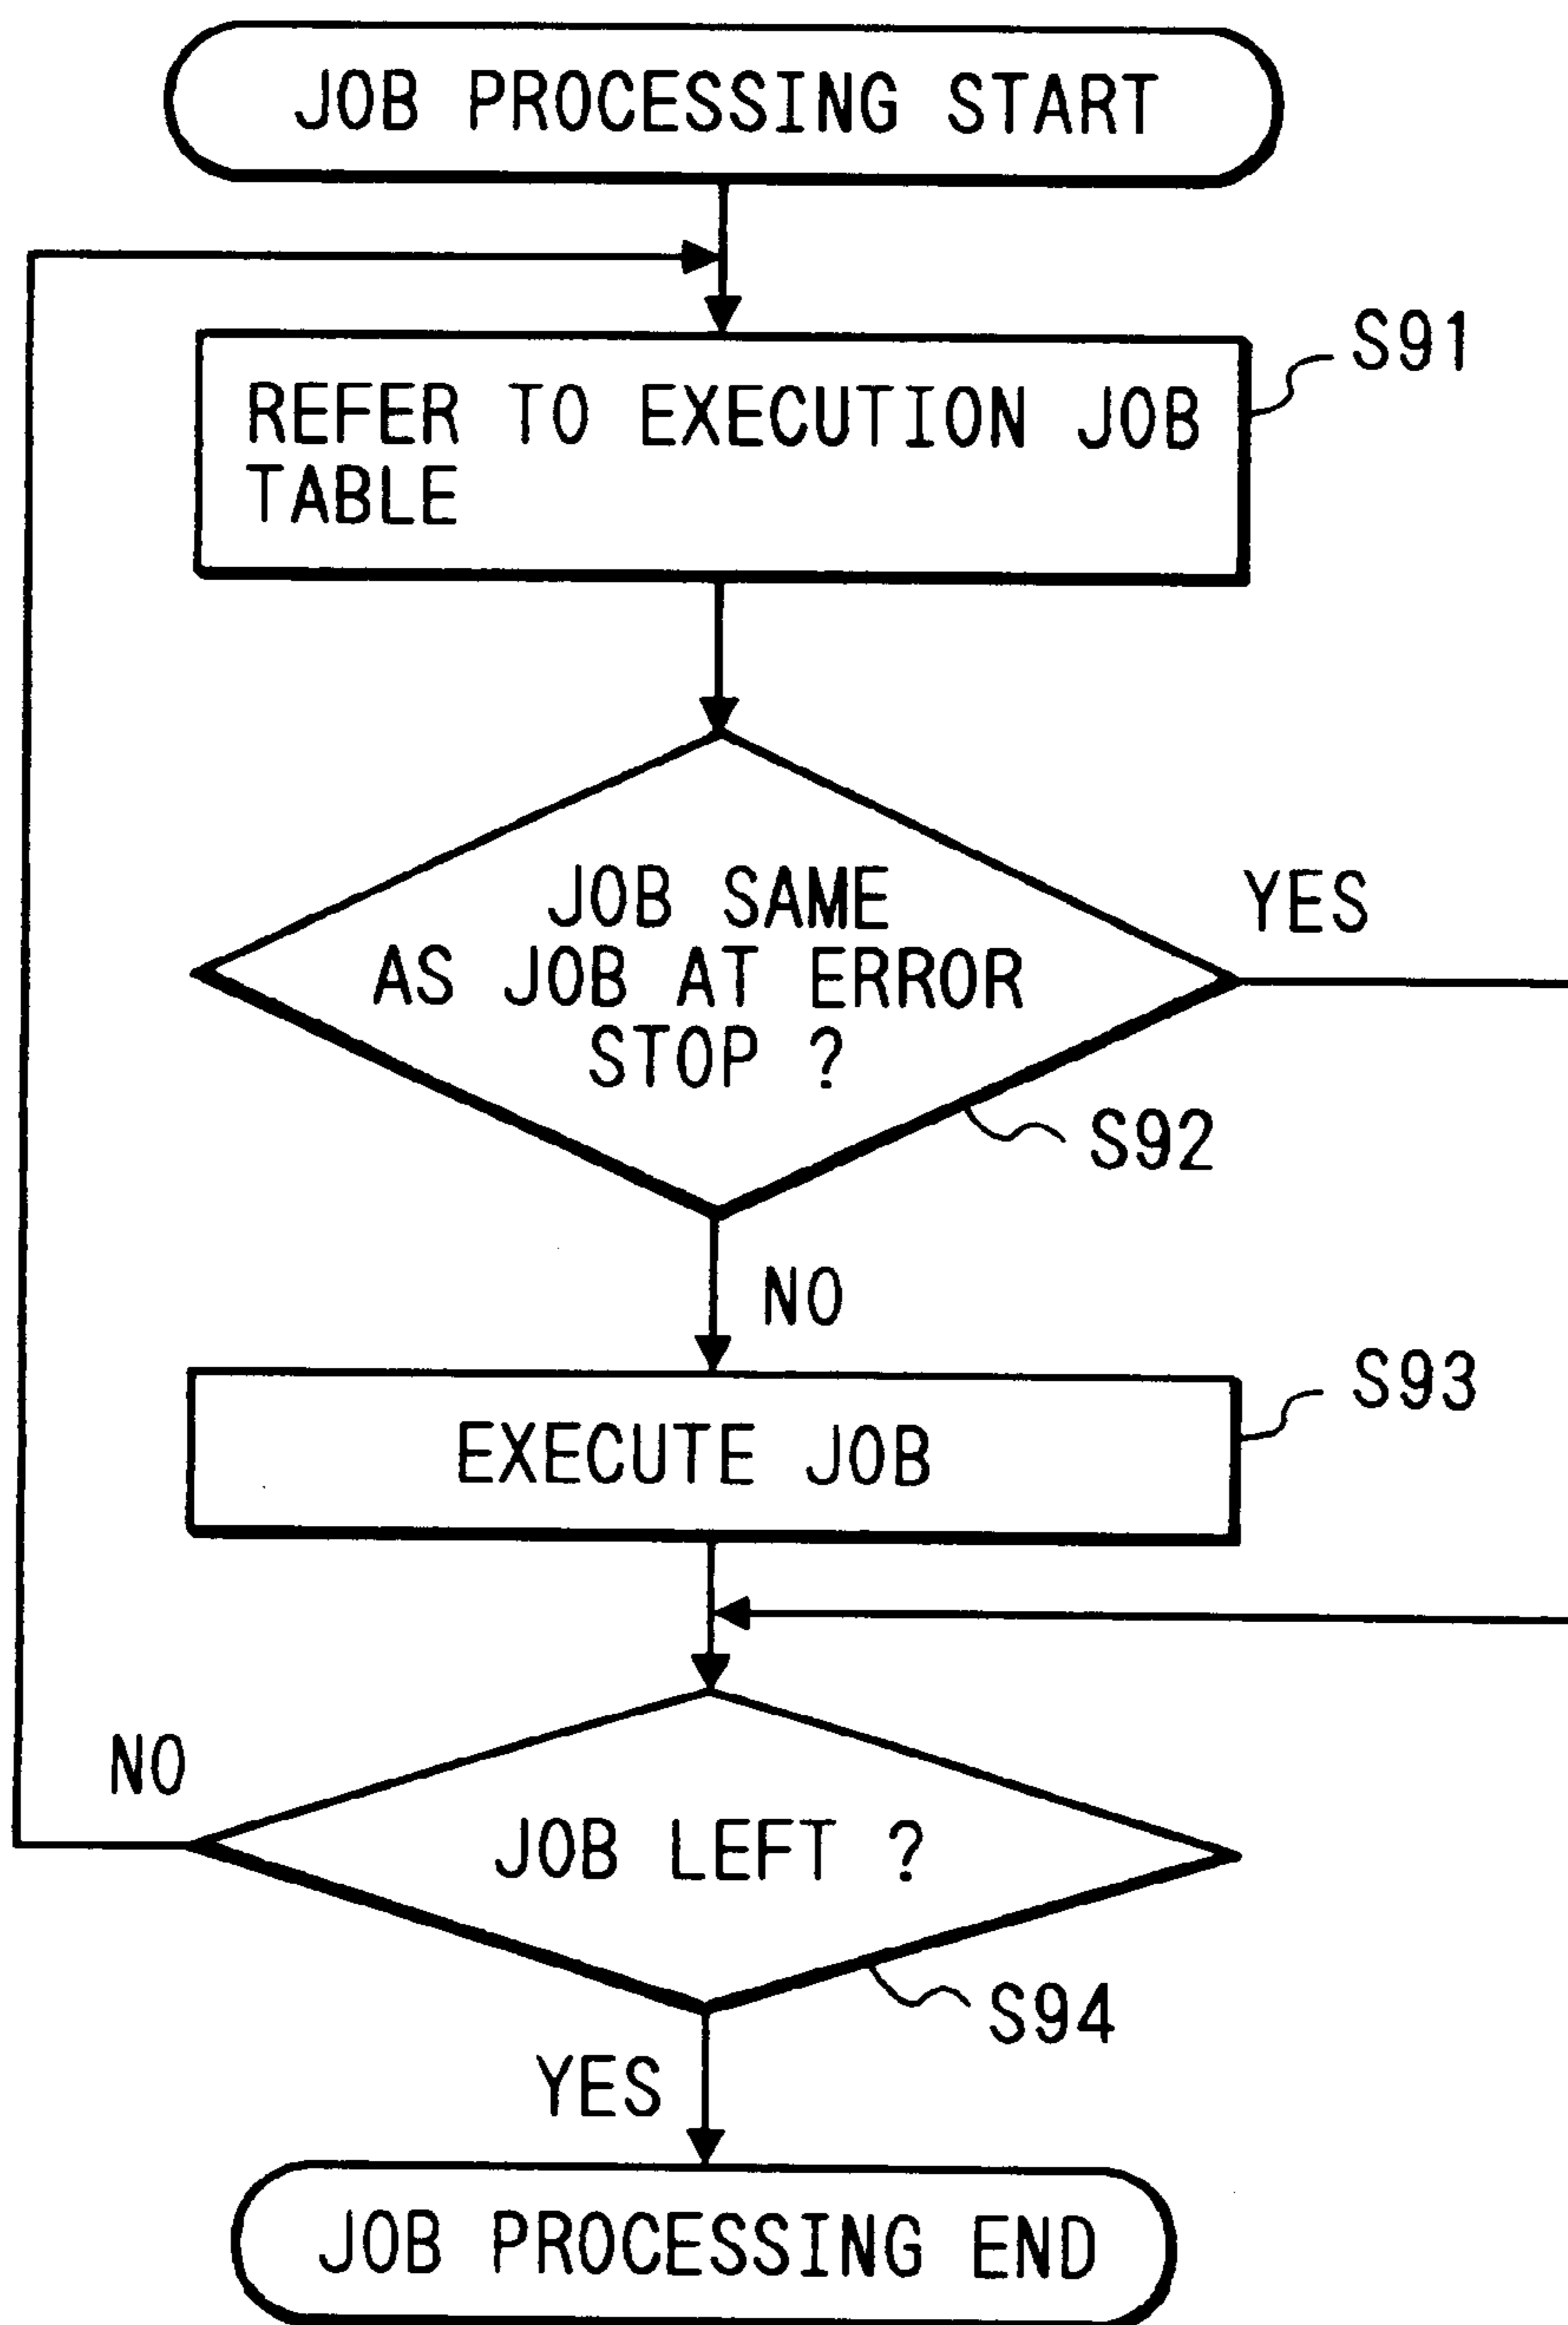 JOB PROCESSING START
S91
REFER TO EXECUTION JOB
TABLE
JOB SAME
AS JOB AT ERROR
STOP ?
YES
S92
NO
S93
EXECUTE JOB
NO
JOB LEFT ?
S94
YES
JOB PROCESSING END